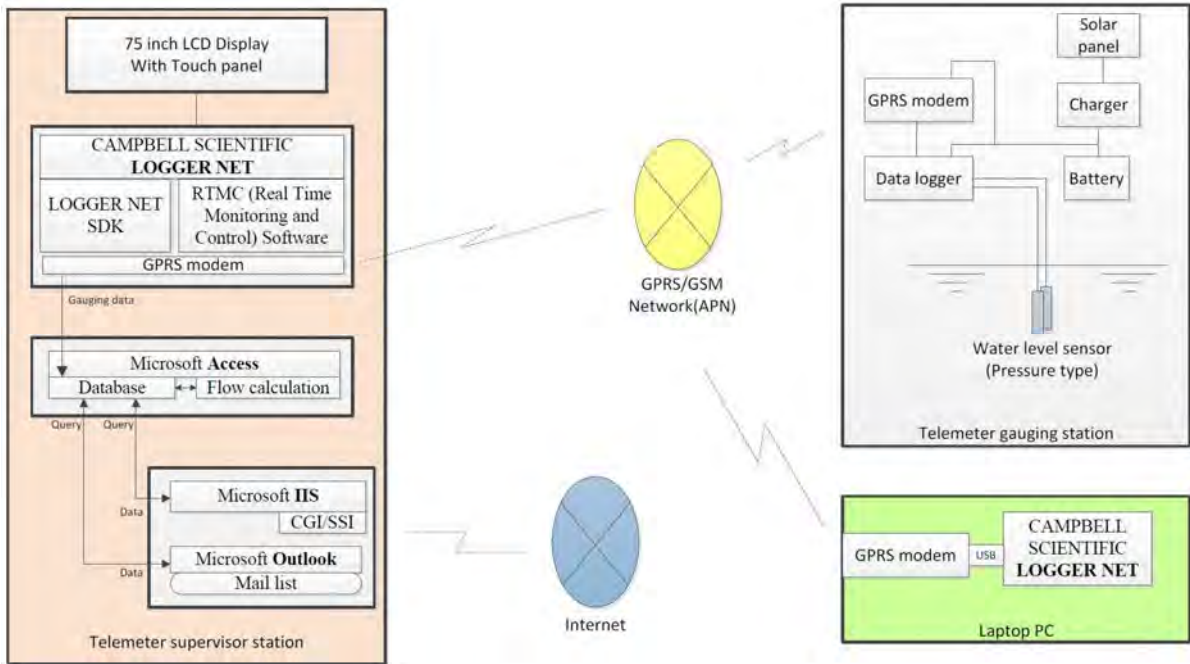 75 inch LCD Display
With Touch panel
CAMPBELL SCIENTIFIC
LOGGER NET
LOGGER NET
SDK
RTMC (Real Time
Monitoring and
Control) Software
GPRS modem
Gauging data
Microsoft Access
Database
Flow calculation
Query
Query
Data
Microsoft IIS
CGI/SSI
Data
Microsoft Outlook
Mail list
Telemeter supervisor station
GPRS/GSM
Network(APN)
Internet
Solar
panel
GPRS modem
Charger
Data logger
Battery
Water level sensor
(Pressure type)
Telemeter gauging station
GPRS modem
USB
CAMPBELL
SCIENTIFIC
LOGGER NET
Laptop PC